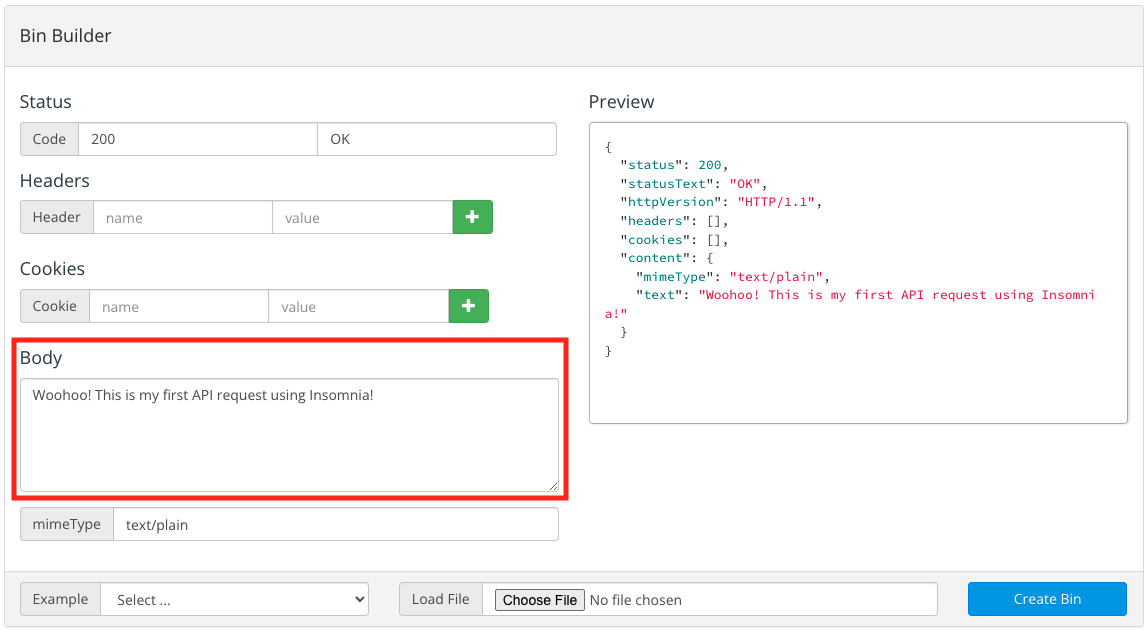 Bin Builder
Status
Code 200 OK
Headers
Header name value +
Cookies
Cookie name value +
Body
Woohoo! This is my first API request using Insomnia!
mimeType text/plain
Preview
{
  "status": 200,
  "statusText": "OK",
  "httpVersion": "HTTP/1.1",
  "headers": [],
  "cookies": [],
  "content": {
    "mimeType": "text/plain",
    "text": "Woohoo! This is my first API request using Insomni
a!"
  }
}
Example Select ... Load File Choose File No file chosen Create Bin